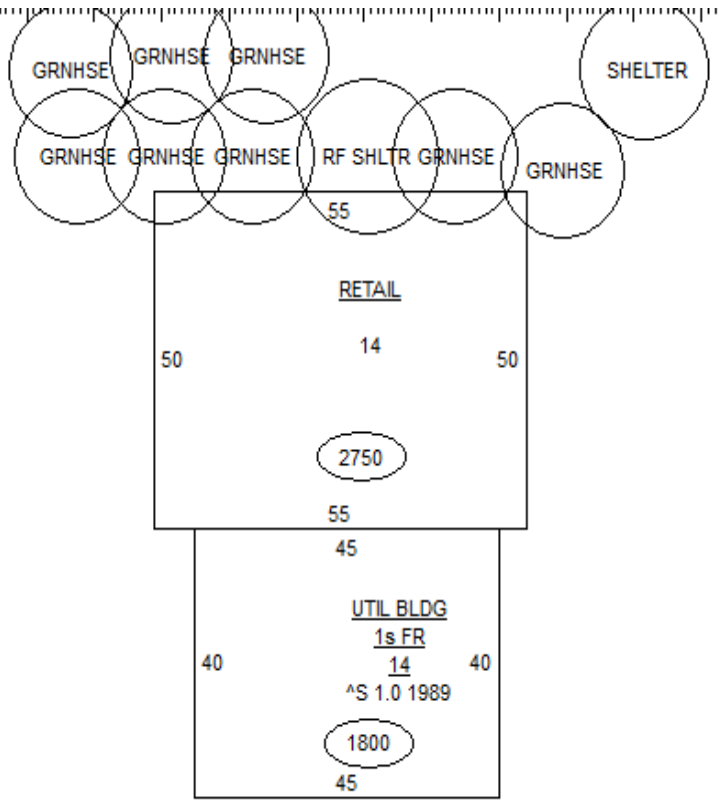 GRNHSE GRNHSE GRNHSE SHELTER
GRNHSE GRNHSE GRNHSE RF SHLTR GRNHSE GRNHSE
55
RETAIL
14
50 50
2750
55
45
UTIL BLDG
1s FR
14
40 40
^S 1.0 1989
1800
45